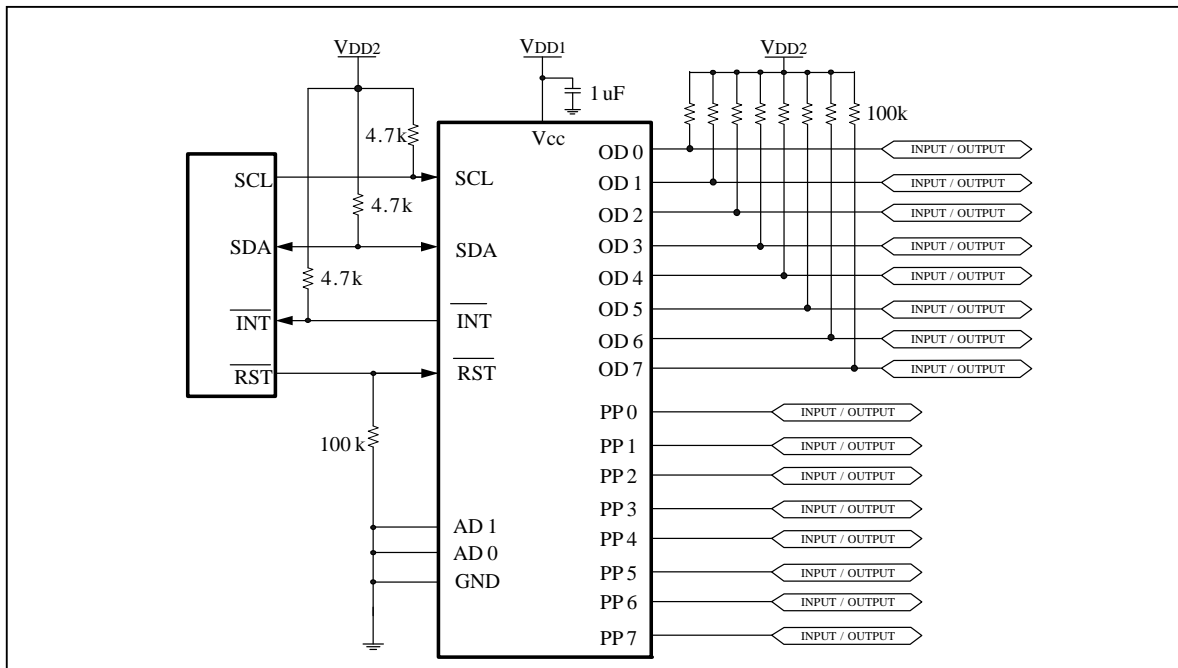 VDD2
VDD1
VDD2
1uF
100k
4.7k
Vcc
OD 0
INPUT / OUTPUT
SCL
SCL
OD 1
INPUT / OUTPUT
4.7k
OD 2
INPUT / OUTPUT
SDA
SDA
OD 3
INPUT / OUTPUT
4.7k
OD 4
INPUT / OUTPUT
OD 5
INPUT / OUTPUT
INT
INT
OD 6
INPUT / OUTPUT
RST
RST
OD 7
INPUT / OUTPUT
PP 0
INPUT / OUTPUT
100 k
PP 1
INPUT / OUTPUT
PP 2
INPUT / OUTPUT
PP 3
INPUT / OUTPUT
AD 1
PP 4
INPUT / OUTPUT
AD 0
PP 5
INPUT / OUTPUT
GND
PP 6
INPUT / OUTPUT
PP 7
INPUT / OUTPUT